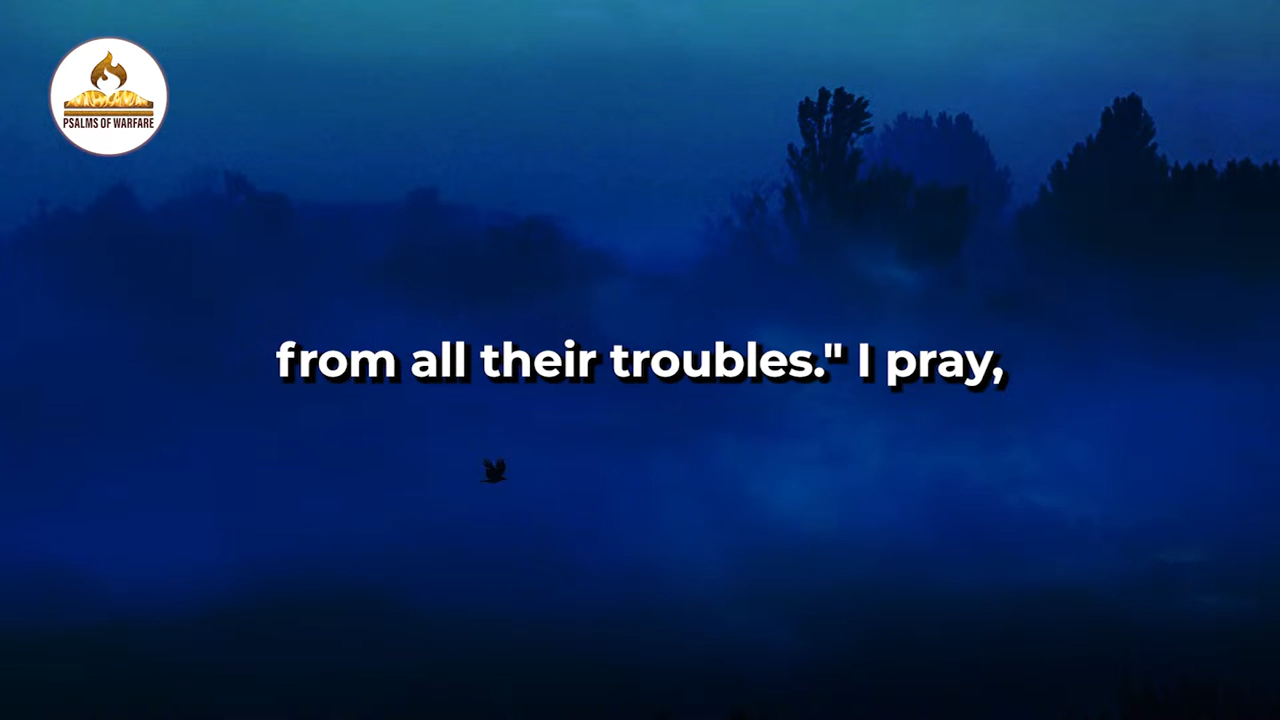 PSALMS OF WARFARE
from all their troubles." I pray,